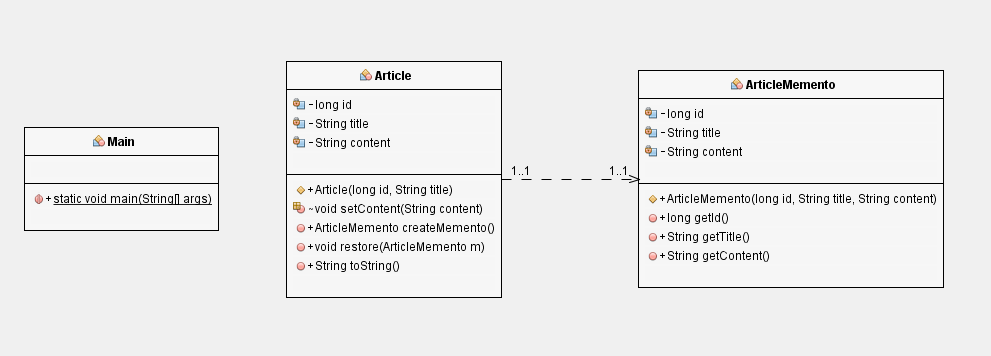 Main
+ static void main(String[] args)
Article
- long id
- String title
- String content
+ Article(long id, String title)
~ void setContent(String content)
+ ArticleMemento createMemento()
+ void restore(ArticleMemento m)
+ String toString()
1..1
1..1
ArticleMemento
- long id
- String title
- String content
+ ArticleMemento(long id, String title, String content)
+ long getId()
+ String getTitle()
+ String getContent()